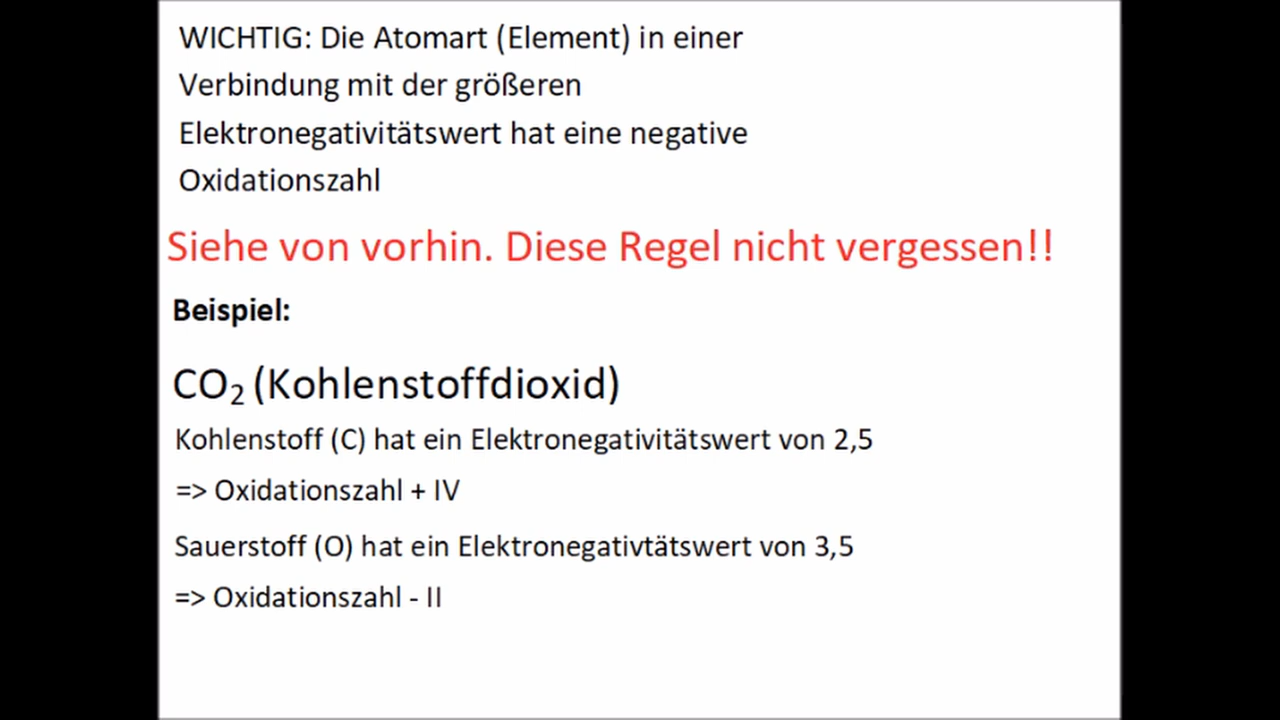 WICHTIG: Die Atomart (Element) in einer
Verbindung mit der größeren
Elektronegativitätswert hat eine negative
Oxidationszahl
Siehe von vorhin. Diese Regel nicht vergessen!!
Beispiel:
CO₂ (Kohlenstoffdioxid)
Kohlenstoff (C) hat ein Elektronegativitätswert von 2,5
=> Oxidationszahl + IV
Sauerstoff (O) hat ein Elektronegativtätswert von 3,5
=> Oxidationszahl - II